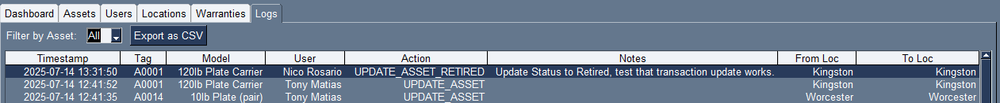 Dashboard Assets Users Locations Warranties Logs
Filter by Asset: All Export as CSV
Timestamp Tag Model User Action Notes From Loc To Loc
2025-07-14 13:31:50 A0001 120lb Plate Carrier Nico Rosario UPDATE_ASSET_RETIRED Update Status to Retired, test that transaction update works. Kingston Kingston
2025-07-14 12:41:52 A0001 120lb Plate Carrier Tony Matias UPDATE_ASSET Kingston Kingston
2025-07-14 12:41:35 A0014 10lb Plate (pair) Tony Matias UPDATE_ASSET Worcester Worcester